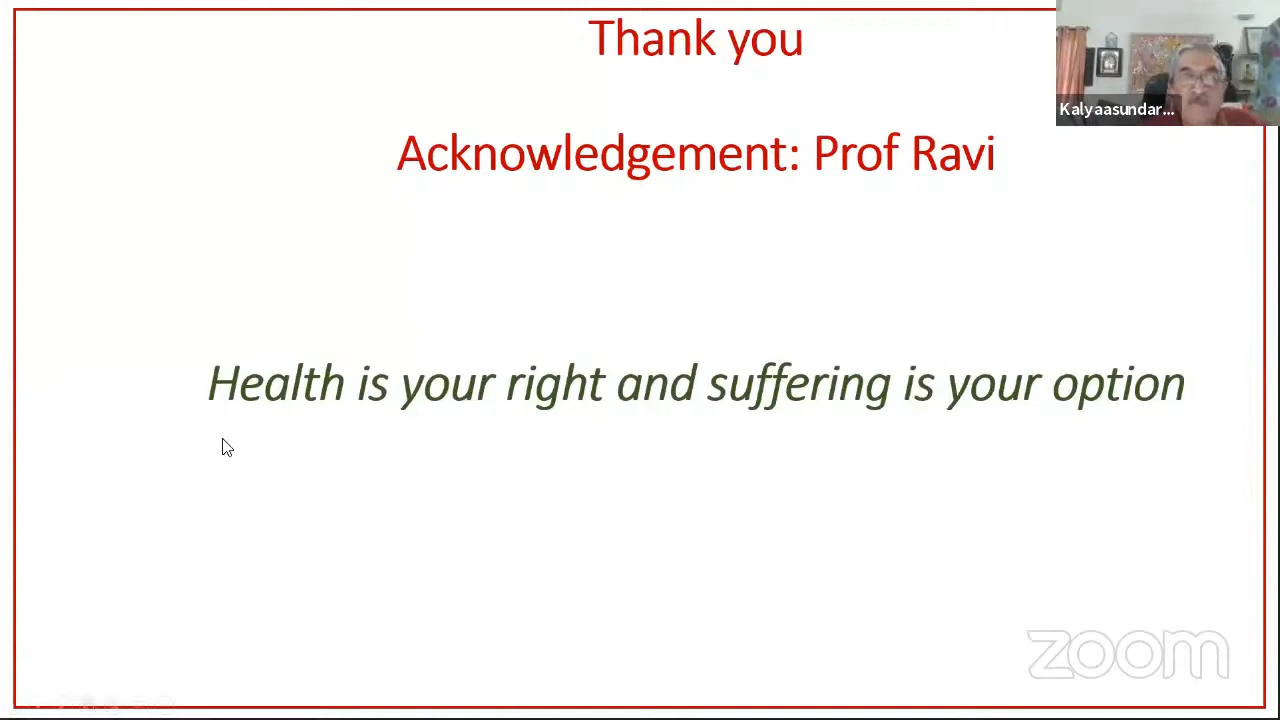 Thank you
Kalyaasundar...
Acknowledgement: Prof Ravi
Health is your right and suffering is your option
zoom